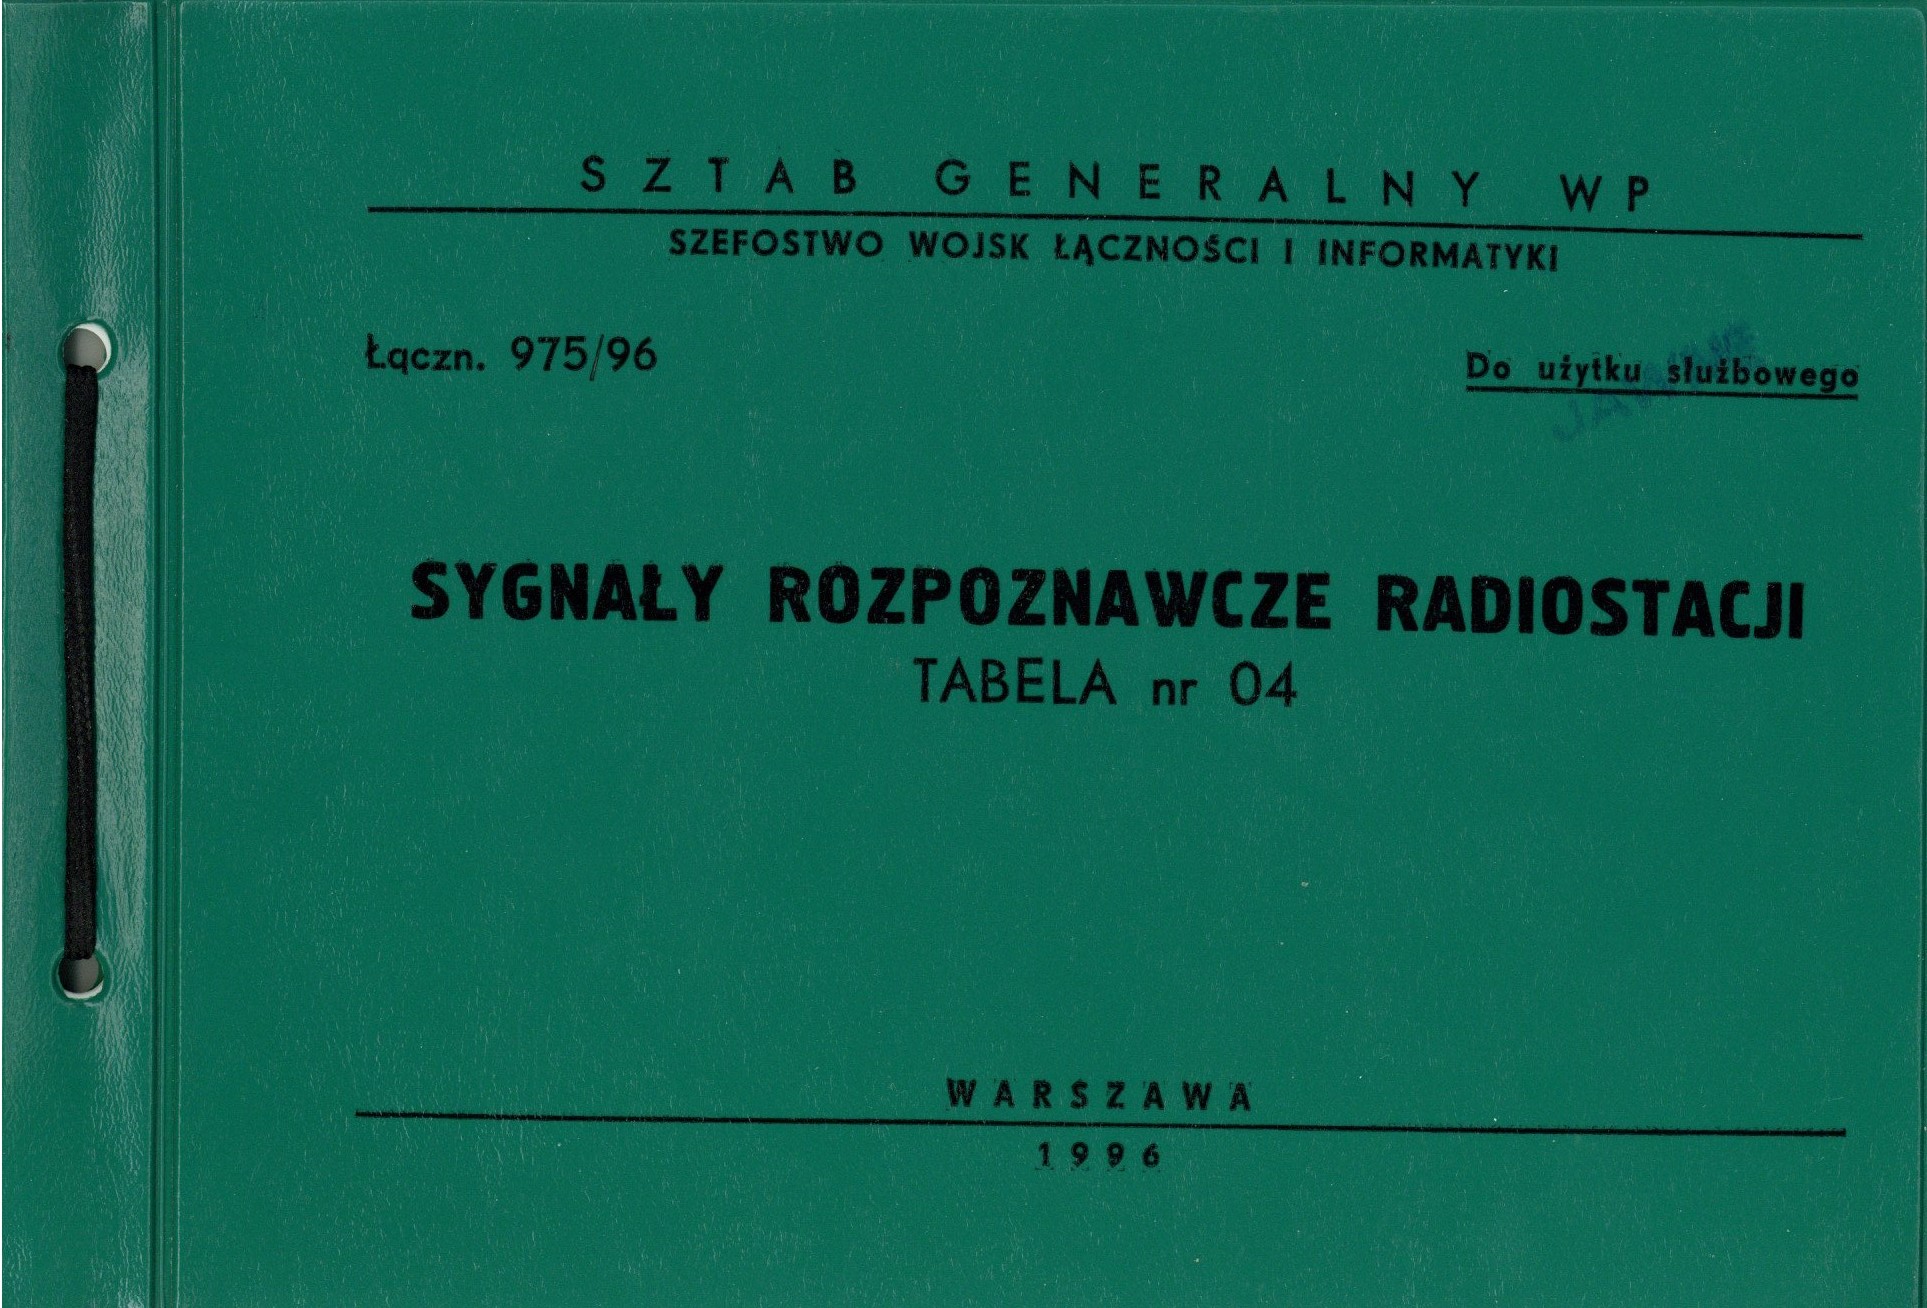 SZTAB GENERALNY WP
SZEFOSTWO WOJSK ŁĄCZNOŚCI I INFORMATYKI
Łączn. 975/96
Do użytku służbowego
JAWNE
SYGNAŁY ROZPOZNAWCZE RADIOSTACJI
TABELA nr 04
WARSZAWA
1996